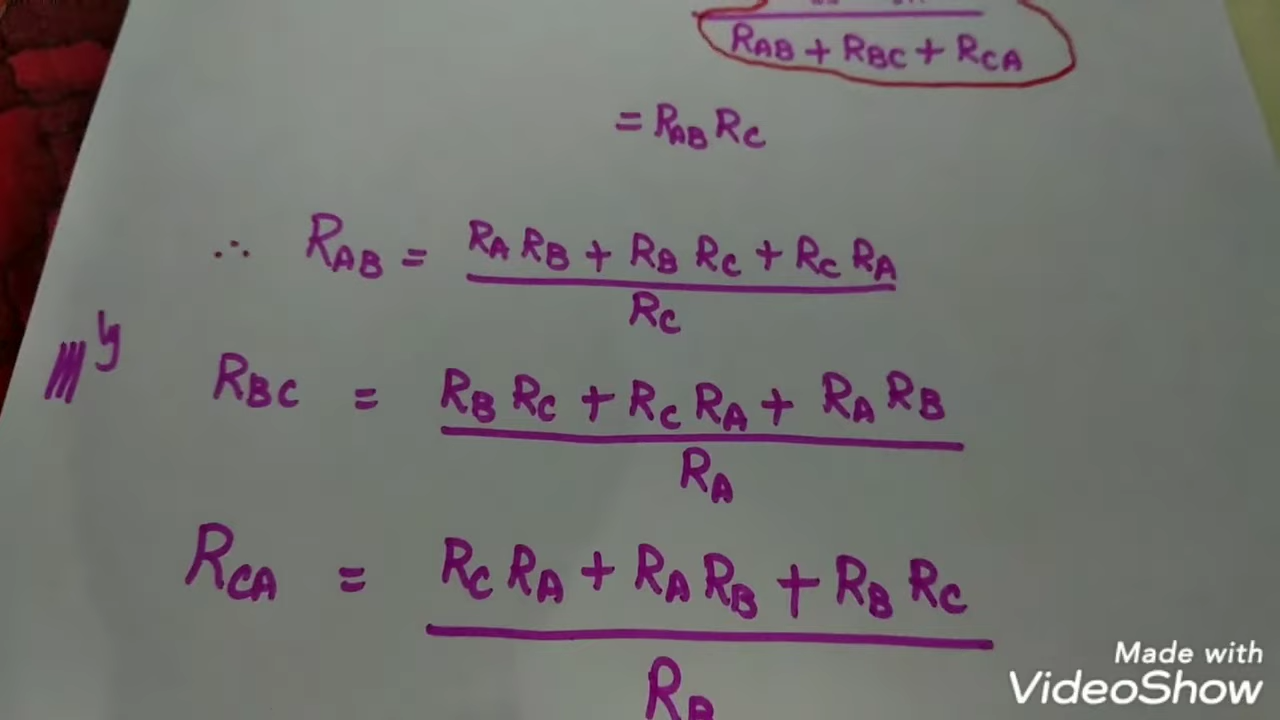 RAB + RBC + RCA
= RAB RC
∴ RAB = RA RB + RB RC + RC RA
RC
lllly RBC = RB RC + RC RA + RA RB
RA
RCA = RC RA + RA RB + RB RC
RB
Made with
VideoShow